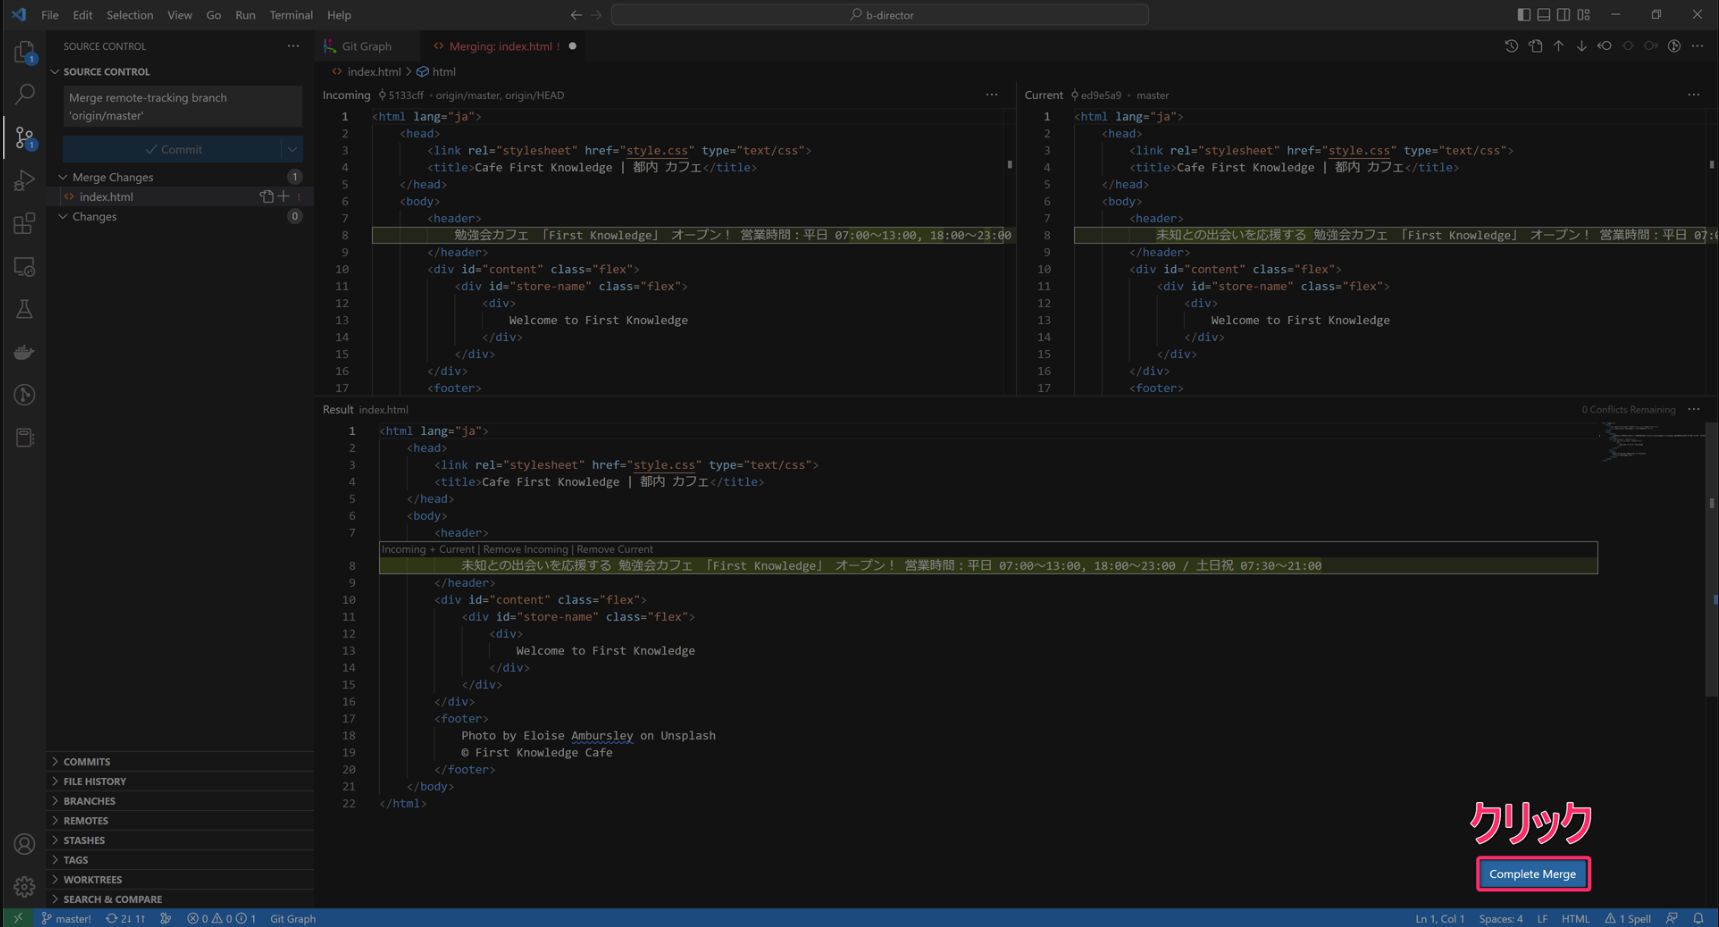 File Edit Selection View Go Run Terminal Help
b-director
SOURCE CONTROL
SOURCE CONTROL
Merge remote-tracking branch
'origin/master'
Commit
Merge Changes 1
index.html !
Changes 0
COMMITS
FILE HISTORY
BRANCHES
REMOTES
STASHES
TAGS
WORKTREES
SEARCH & COMPARE
Git Graph
Merging: index.html !
index.html > html
Incoming 5133cff • origin/master, origin/HEAD
1 <html lang="ja">
2 <head>
3 <link rel="stylesheet" href="style.css" type="text/css">
4 <title>Cafe First Knowledge | 都内 カフェ</title>
5 </head>
6 <body>
7 <header>
8 勉強会カフェ 「First Knowledge」 オープン！ 営業時間：平日 07:00～13:00, 18:00～23:00
9 </header>
10 <div id="content" class="flex">
11 <div id="store-name" class="flex">
12 <div>
13 Welcome to First Knowledge
14 </div>
15 </div>
16 </div>
17 <footer>
Current ed9e5a9 • master
1 <html lang="ja">
2 <head>
3 <link rel="stylesheet" href="style.css" type="text/css">
4 <title>Cafe First Knowledge | 都内 カフェ</title>
5 </head>
6 <body>
7 <header>
8 未知との出会いを応援する 勉強会カフェ 「First Knowledge」 オープン！ 営業時間：平日 07:
9 </header>
10 <div id="content" class="flex">
11 <div id="store-name" class="flex">
12 <div>
13 Welcome to First Knowledge
14 </div>
15 </div>
16 </div>
17 <footer>
Result index.html
0 Conflicts Remaining
1 <html lang="ja">
2 <head>
3 <link rel="stylesheet" href="style.css" type="text/css">
4 <title>Cafe First Knowledge | 都内 カフェ</title>
5 </head>
6 <body>
7 <header>
Incoming + Current | Remove Incoming | Remove Current
8 未知との出会いを応援する 勉強会カフェ 「First Knowledge」 オープン！ 営業時間：平日 07:00～13:00, 18:00～23:00 / 土日祝 07:30～21:00
9 </header>
10 <div id="content" class="flex">
11 <div id="store-name" class="flex">
12 <div>
13 Welcome to First Knowledge
14 </div>
15 </div>
16 </div>
17 <footer>
18 Photo by Eloise Ambursley on Unsplash
19 © First Knowledge Cafe
20 </footer>
21 </body>
22 </html>
クリック
Complete Merge
master! 2↓ 1↑ 0 0 1 Git Graph
Ln 1, Col 1 Spaces: 4 LF HTML 1 Spell